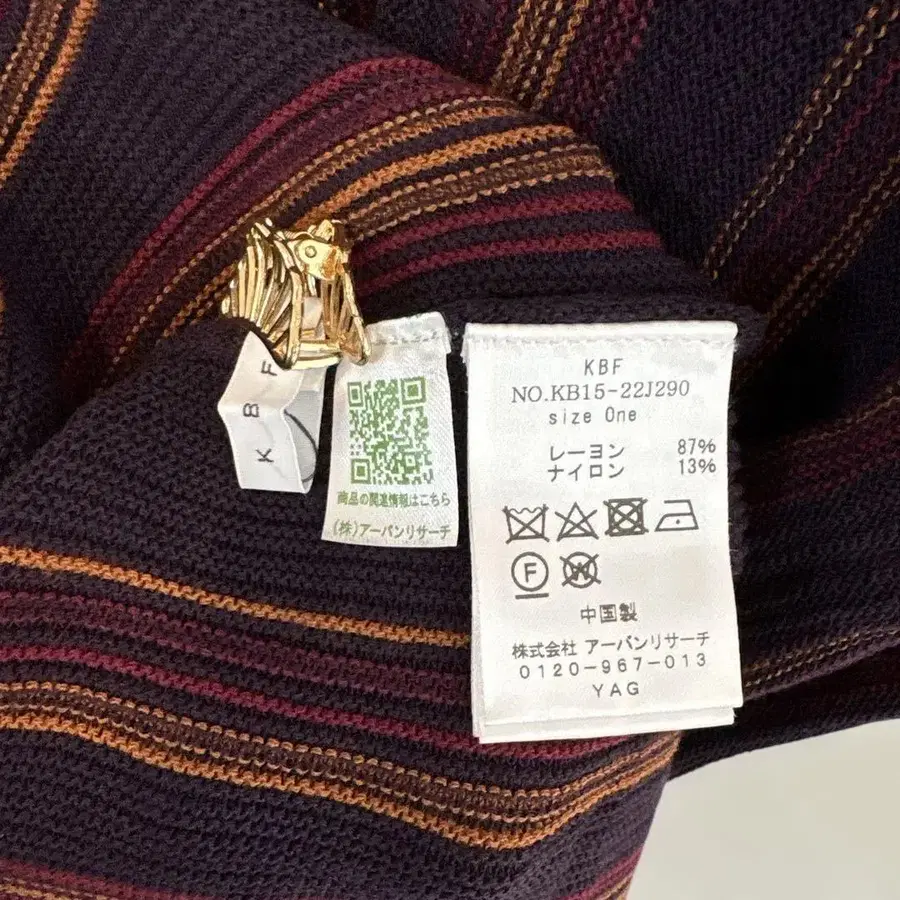 KBF
商品の関連情報はこちら
(株)アーバンリサーチ
KBF
NO.KB15-22J290
size One
レーヨン 87%
ナイロン 13%
F
W
中国製
株式会社 アーバンリサーチ
0120-967-013
YAG